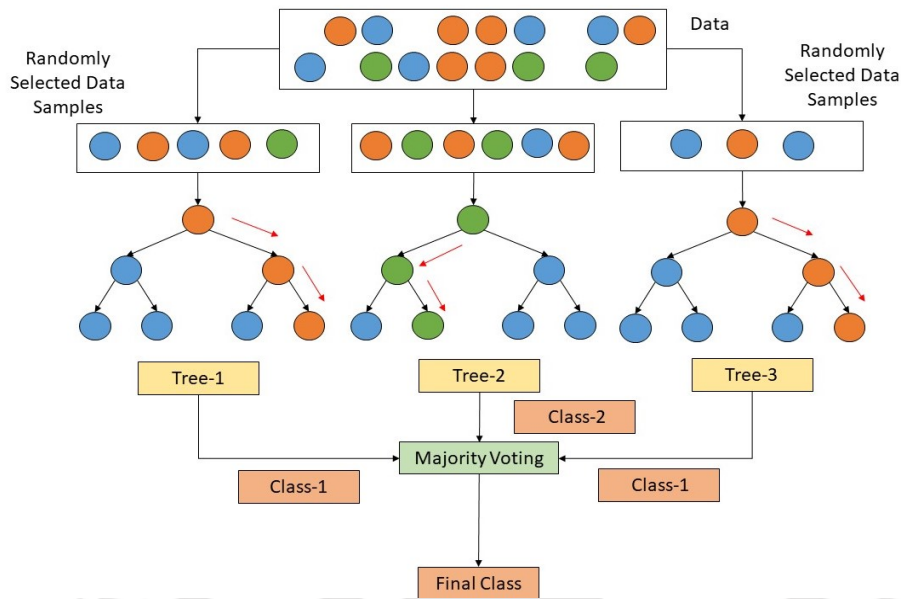 Data
Randomly
Selected Data
Samples
Randomly
Selected Data
Samples
Tree-1
Tree-2
Tree-3
Class-2
Majority Voting
Class-1
Class-1
Final Class